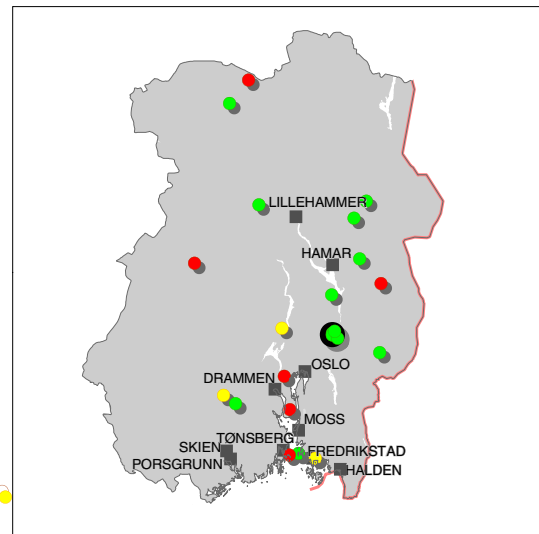 LILLEHAMMER
HAMAR
OSLO
DRAMMEN
MOSS
TØNSBERG
SKIEN
FREDRIKSTAD
PORSGRUNN
HALDEN